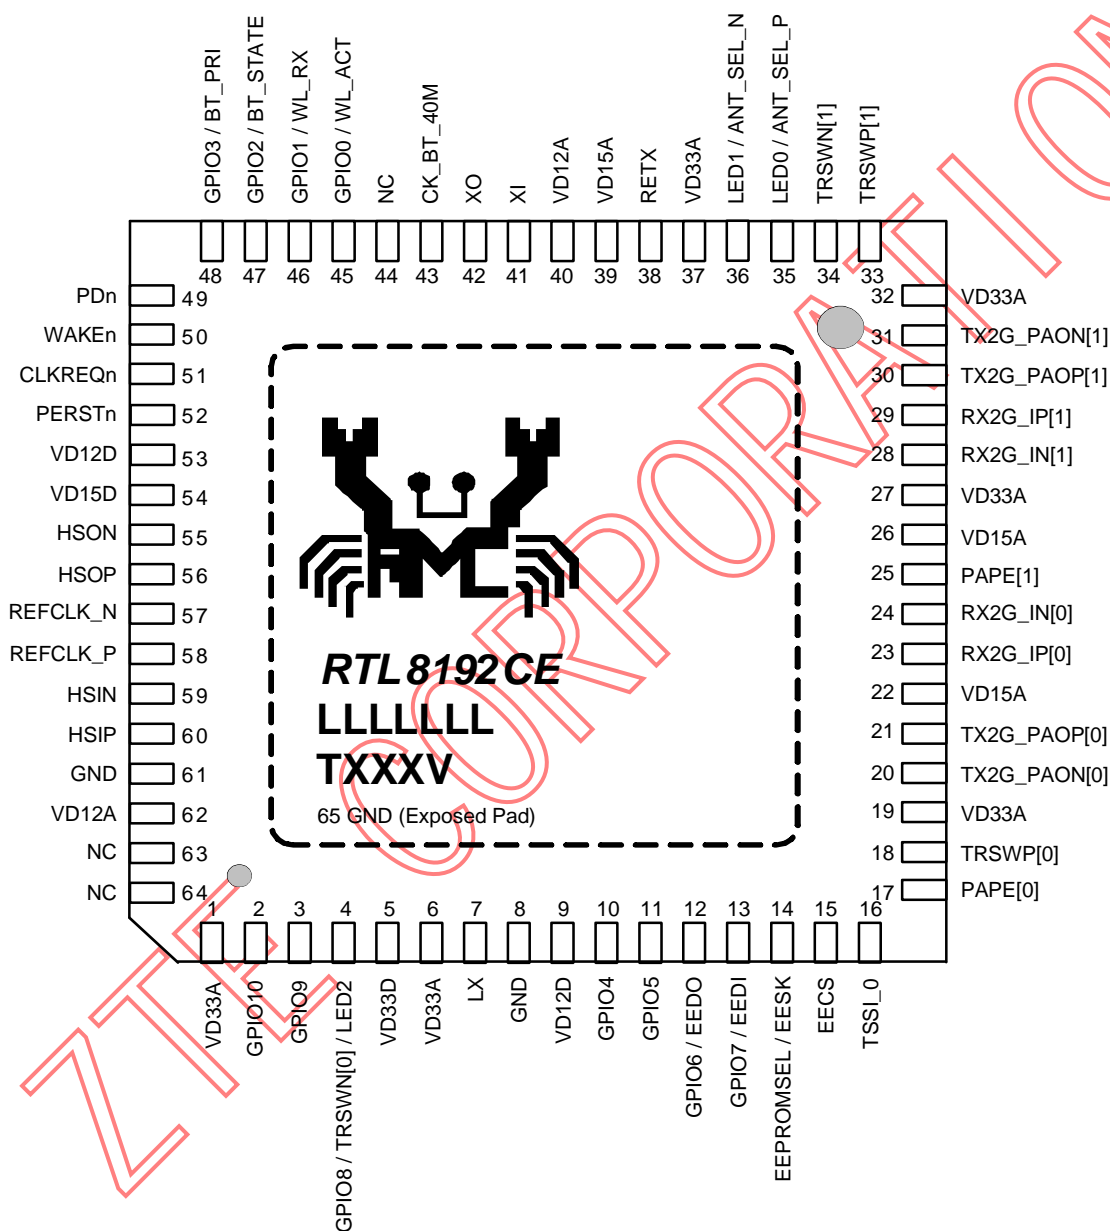 GPIO3 / BT_PRI
GPIO2 / BT_STATE
GPIO1 / WL_RX
GPIO0 / WL_ACT
NC
CK_BT_40M
XO
XI
VD12A
VD15A
RETX
VD33A
LED1 / ANT_SEL_N
LED0 / ANT_SEL_P
TRSWN[1]
TRSWP[1]
48 47 46 45 44 43 42 41 40 39 38 37 36 35 34 33
PDn 49
WAKEn 50
CLKREQn 51
PERSTn 52
VD12D 53
VD15D 54
HSON 55
HSOP 56
REFCLK_N 57
REFCLK_P 58
HSIN 59
HSIP 60
GND 61
VD12A 62
NC 63
NC 64
32 VD33A
31 TX2G_PAON[1]
30 TX2G_PAOP[1]
29 RX2G_IP[1]
28 RX2G_IN[1]
27 VD33A
26 VD15A
25 PAPE[1]
24 RX2G_IN[0]
23 RX2G_IP[0]
22 VD15A
21 TX2G_PAOP[0]
20 TX2G_PAON[0]
19 VD33A
18 TRSWP[0]
17 PAPE[0]
RTL8192CE
LLLLLLL
TXXXV
65 GND (Exposed Pad)
1 2 3 4 5 6 7 8 9 10 11 12 13 14 15 16
VD33A
GPIO10
GPIO9
GPIO8 / TRSWN[0] / LED2
VD33D
VD33A
LX
GND
VD12D
GPIO4
GPIO5
GPIO6 / EEDO
GPIO7 / EEDI
EEPROMSEL / EESK
EECS
TSSI_0
ZTE CORPORATIO